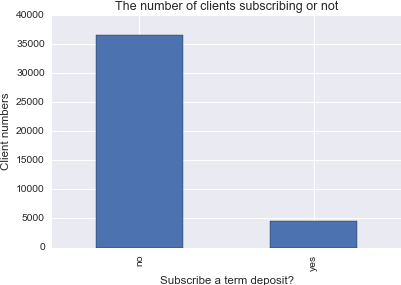 The number of clients subscribing or not
40000
35000
30000
25000
20000
15000
10000
5000
0
Client numbers
no
yes
Subscribe a term deposit?